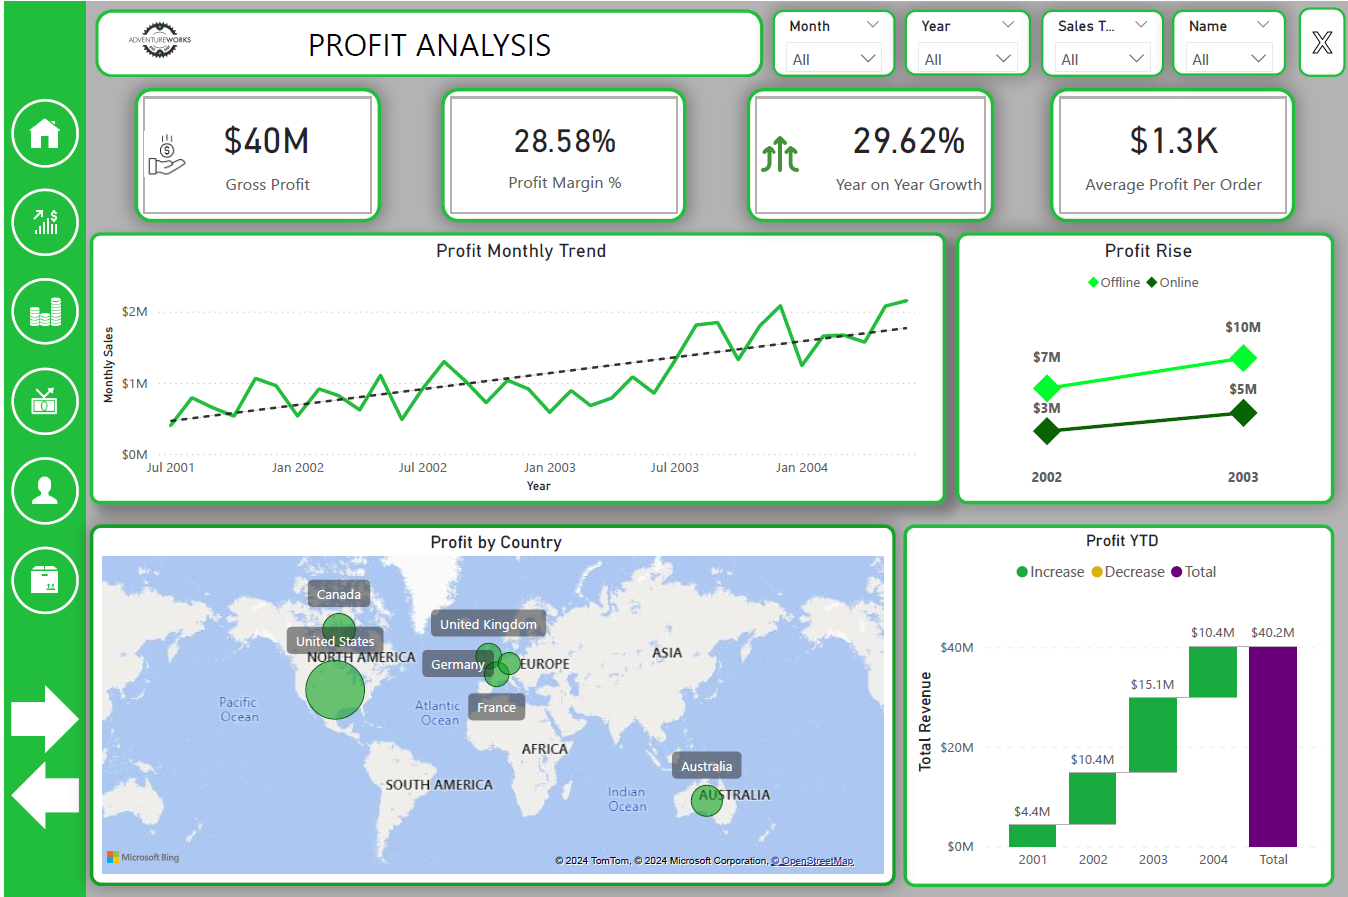 ADVENTUREWORKS
PROFIT ANALYSIS
Month
All
Year
All
Sales T...
All
Name
All
X
$40M
Gross Profit
28.58%
Profit Margin %
29.62%
Year on Year Growth
$1.3K
Average Profit Per Order
Profit Monthly Trend
Monthly Sales
$2M
$1M
$0M
Jul 2001
Jan 2002
Jul 2002
Jan 2003
Jul 2003
Jan 2004
Year
Profit Rise
Offline
Online
$10M
$7M
$5M
$3M
2002
2003
Profit by Country
Canada
United States
NORTH AMERICA
United Kingdom
Germany
EUROPE
France
ASIA
Pacific
Ocean
Atlantic
Ocean
AFRICA
SOUTH AMERICA
Indian
Ocean
Australia
AUSTRALIA
Microsoft Bing
© 2024 TomTom, © 2024 Microsoft Corporation, © OpenStreetMap
Profit YTD
Increase
Decrease
Total
Total Revenue
$40M
$20M
$0M
$4.4M
$10.4M
$15.1M
$10.4M
$40.2M
2001
2002
2003
2004
Total